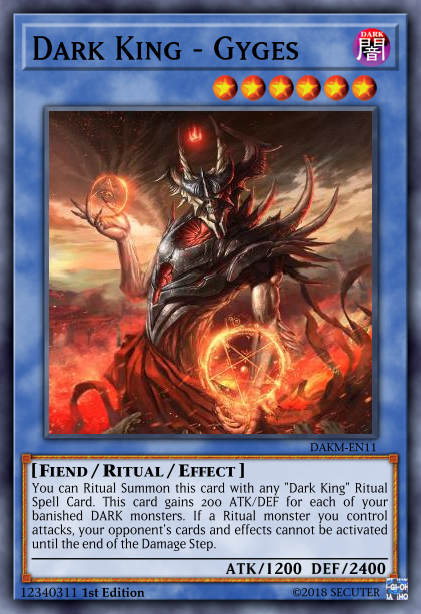 Dark King - Gyges
DARK
闇
DAKM-EN11
[Fiend / Ritual / Effect]
You can Ritual Summon this card with any "Dark King" Ritual
Spell Card. This card gains 200 ATK/DEF for each of your
banished DARK monsters. If a Ritual monster you control
attacks, your opponent's cards and effects cannot be activated
until the end of the Damage Step.
ATK/1200 DEF/2400
12340311 1st Edition
©2018 SECUTER